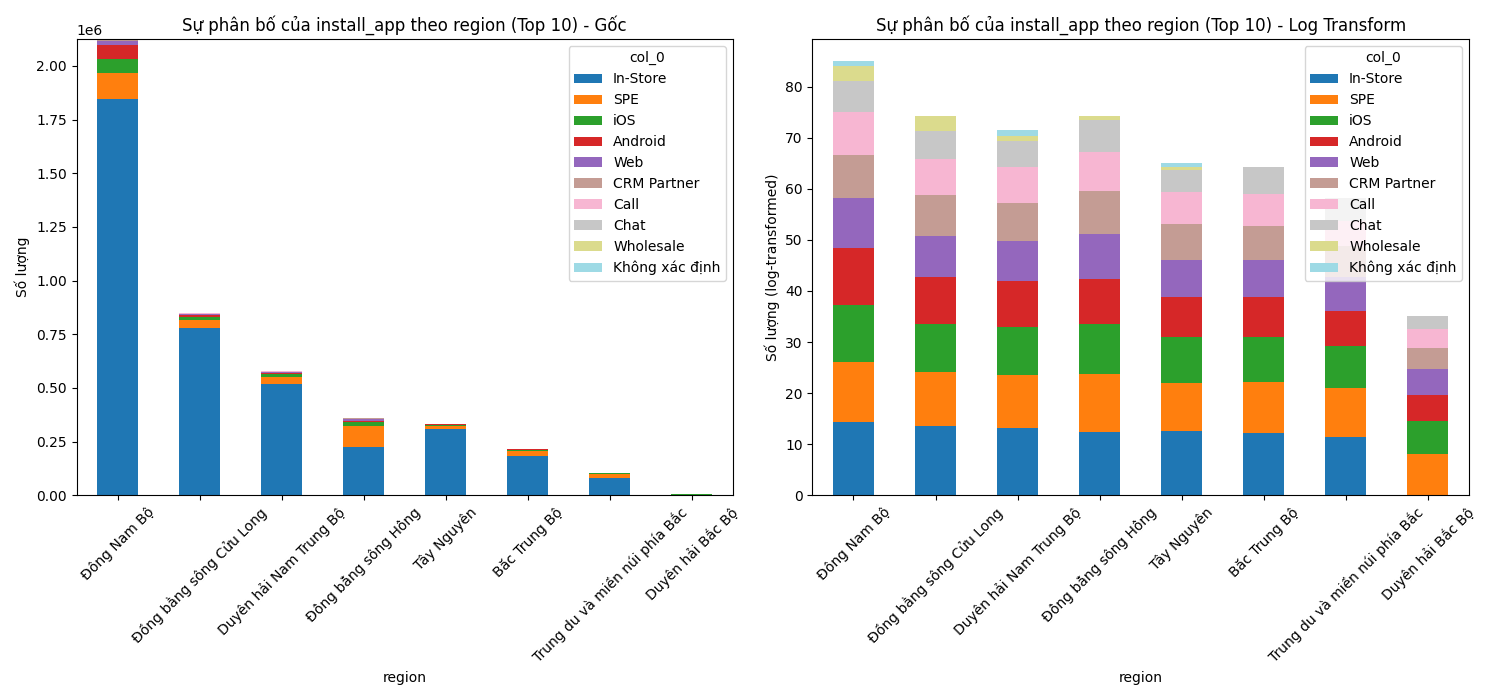 Sự phân bố của install_app theo region (Top 10) - Gốc
1e6
2.00
1.75
1.50
1.25
1.00
0.75
0.50
0.25
0.00
Số lượng
col_0
In-Store
SPE
iOS
Android
Web
CRM Partner
Call
Chat
Wholesale
Không xác định
Đông Nam Bộ
Đồng bằng sông Cửu Long
Duyên hải Nam Trung Bộ
Đồng bằng sông Hồng
Tây Nguyên
Bắc Trung Bộ
Trung du và miền núi phía Bắc
Duyên hải Bắc Bộ
region
Sự phân bố của install_app theo region (Top 10) - Log Transform
80
70
60
50
40
30
20
10
0
Số lượng (log-transformed)
col_0
In-Store
SPE
iOS
Android
Web
CRM Partner
Call
Chat
Wholesale
Không xác định
Đông Nam Bộ
Đồng bằng sông Cửu Long
Duyên hải Nam Trung Bộ
Đồng bằng sông Hồng
Tây Nguyên
Bắc Trung Bộ
Trung du và miền núi phía Bắc
Duyên hải Bắc Bộ
region